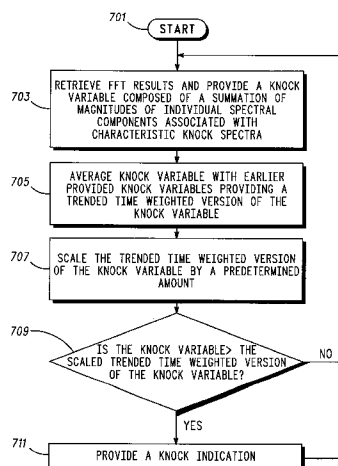 701
START
703
RETRIEVE FFT RESULTS AND PROVIDE A KNOCK
VARIABLE COMPOSED OF A SUMMATION OF
MAGNITUDES OF INDIVIDUAL SPECTRAL
COMPONENTS ASSOCIATED WITH
CHARACTERISTIC KNOCK SPECTRA
705
AVERAGE KNOCK VARIABLE WITH EARLIER
PROVIDED KNOCK VARIABLES PROVIDING A
TRENDED TIME WEIGHTED VERSION OF THE
KNOCK VARIABLE
707
SCALE THE TRENDED TIME WEIGHTED VERSION
OF THE KNOCK VARIABLE BY A PREDETERMINED
AMOUNT
709
IS THE KNOCK VARIABLE> THE
SCALED TRENDED TIME WEIGHTED VERSION
OF THE KNOCK VARIABLE?
NO
YES
711
PROVIDE A KNOCK INDICATION